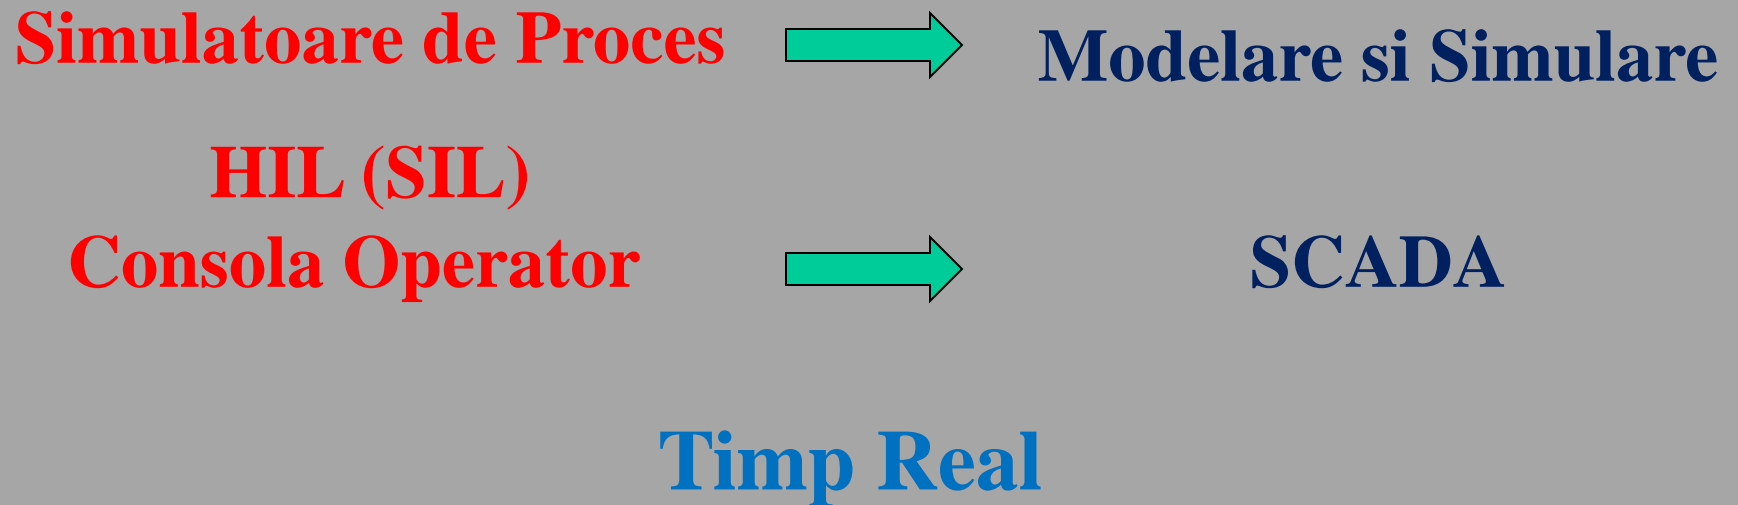 Simulatoare de Proces
Modelare si Simulare
HIL (SIL)
Consola Operator
SCADA
Timp Real